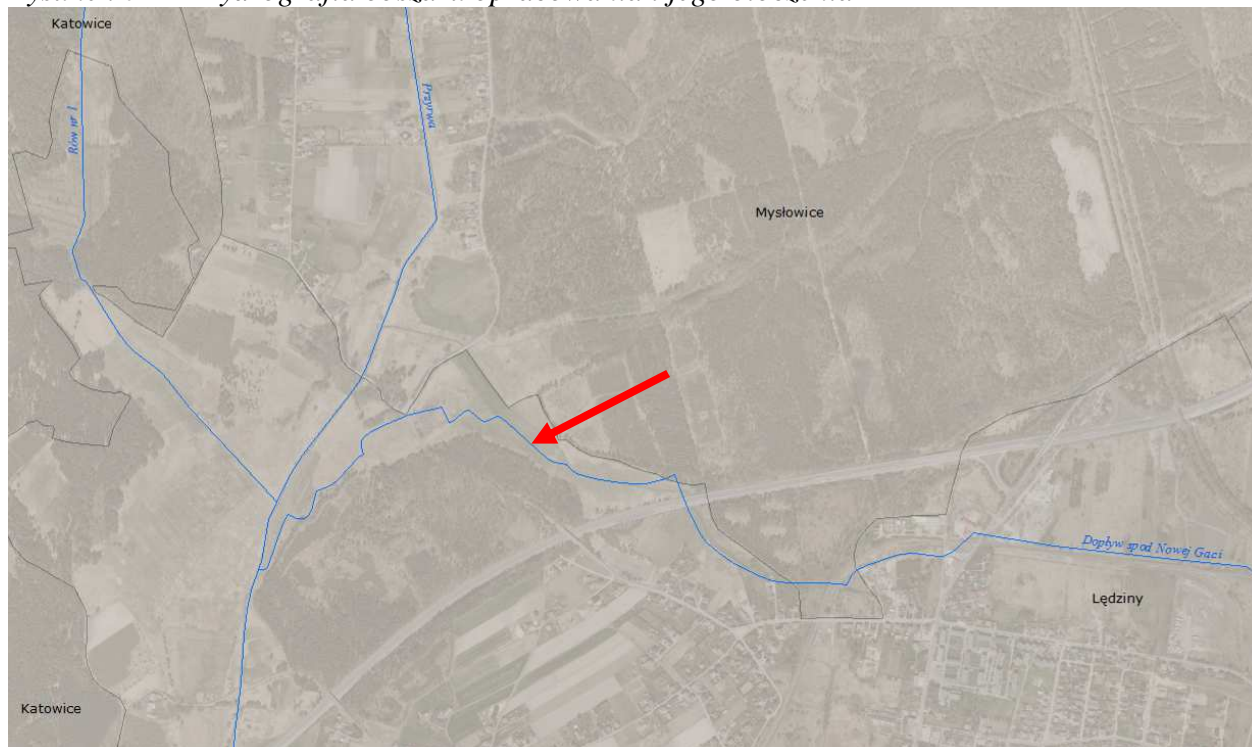 Katowice
Rów nr 1
Przyrwa
Mysłowice
Dopływ spod Nowej Gaci
Lędziny
Katowice